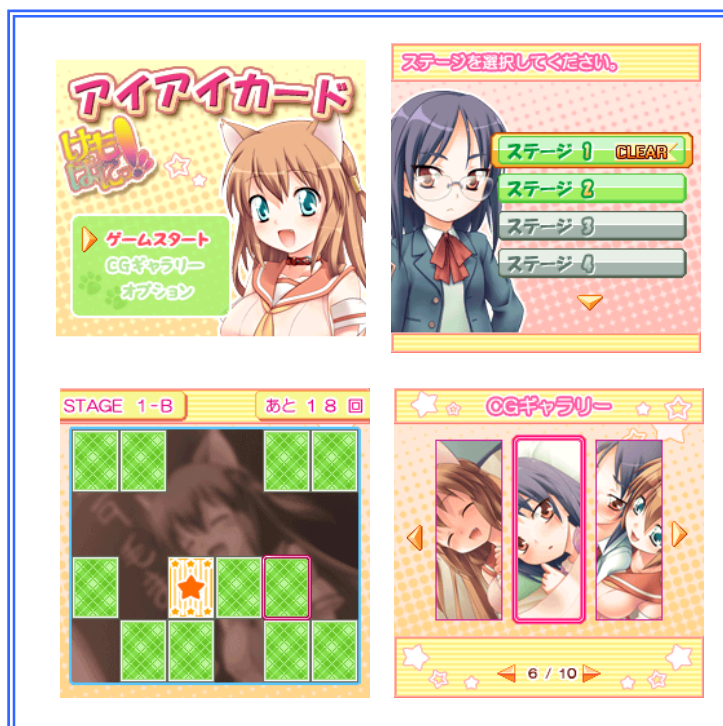 アイアイカード
けも
ぱにっ!!
ゲームスタート
CGギャラリー
オプション
ステージを選択してください。
ステージ 1 CLEAR
ステージ 2
ステージ 3
ステージ 4
STAGE 1-B
あと 18 回
CGギャラリー
6 / 10